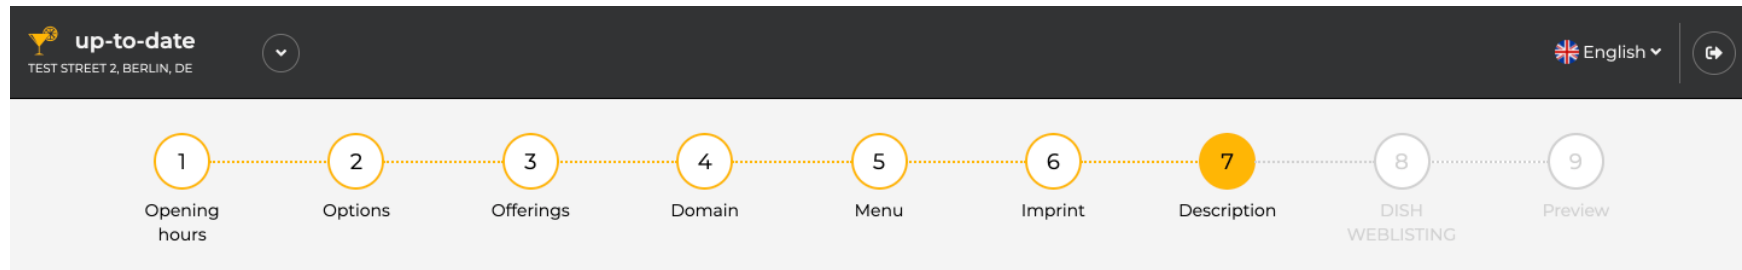 up-to-date
TEST STREET 2, BERLIN, DE
English
1
2
3
4
5
6
7
8
9
Opening
hours
Options
Offerings
Domain
Menu
Imprint
Description
DISH
WEBLISTING
Preview